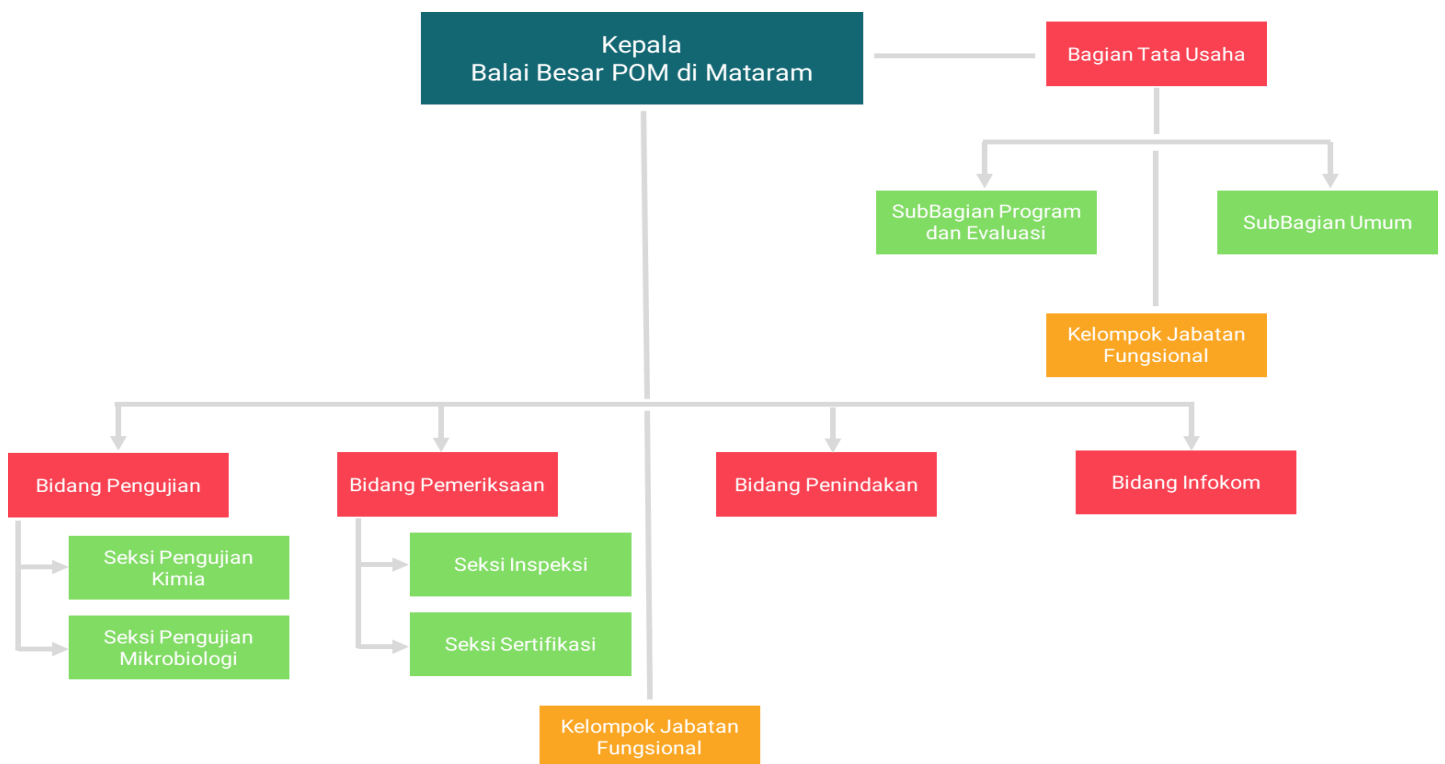 Kepala
Balai Besar POM di Mataram
Bagian Tata Usaha
SubBagian Program
dan Evaluasi
SubBagian Umum
Kelompok Jabatan
Fungsional
Bidang Pengujian
Bidang Pemeriksaan
Bidang Penindakan
Bidang Infokom
Seksi Pengujian
Kimia
Seksi Inspeksi
Seksi Pengujian
Mikrobiologi
Seksi Sertifikasi
Kelompok Jabatan
Fungsional